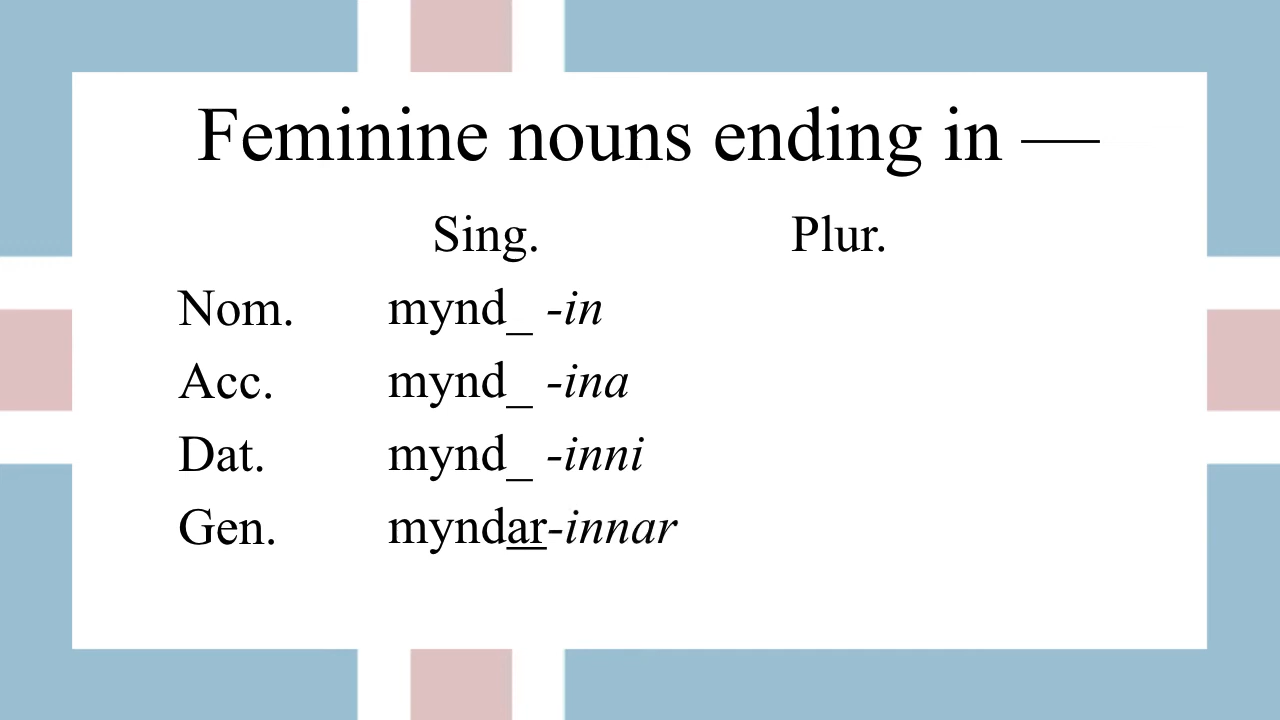 Feminine nouns ending in —
Sing. Plur.
Nom. mynd_ -in
Acc. mynd_ -ina
Dat. mynd_ -inni
Gen. myndar-innar